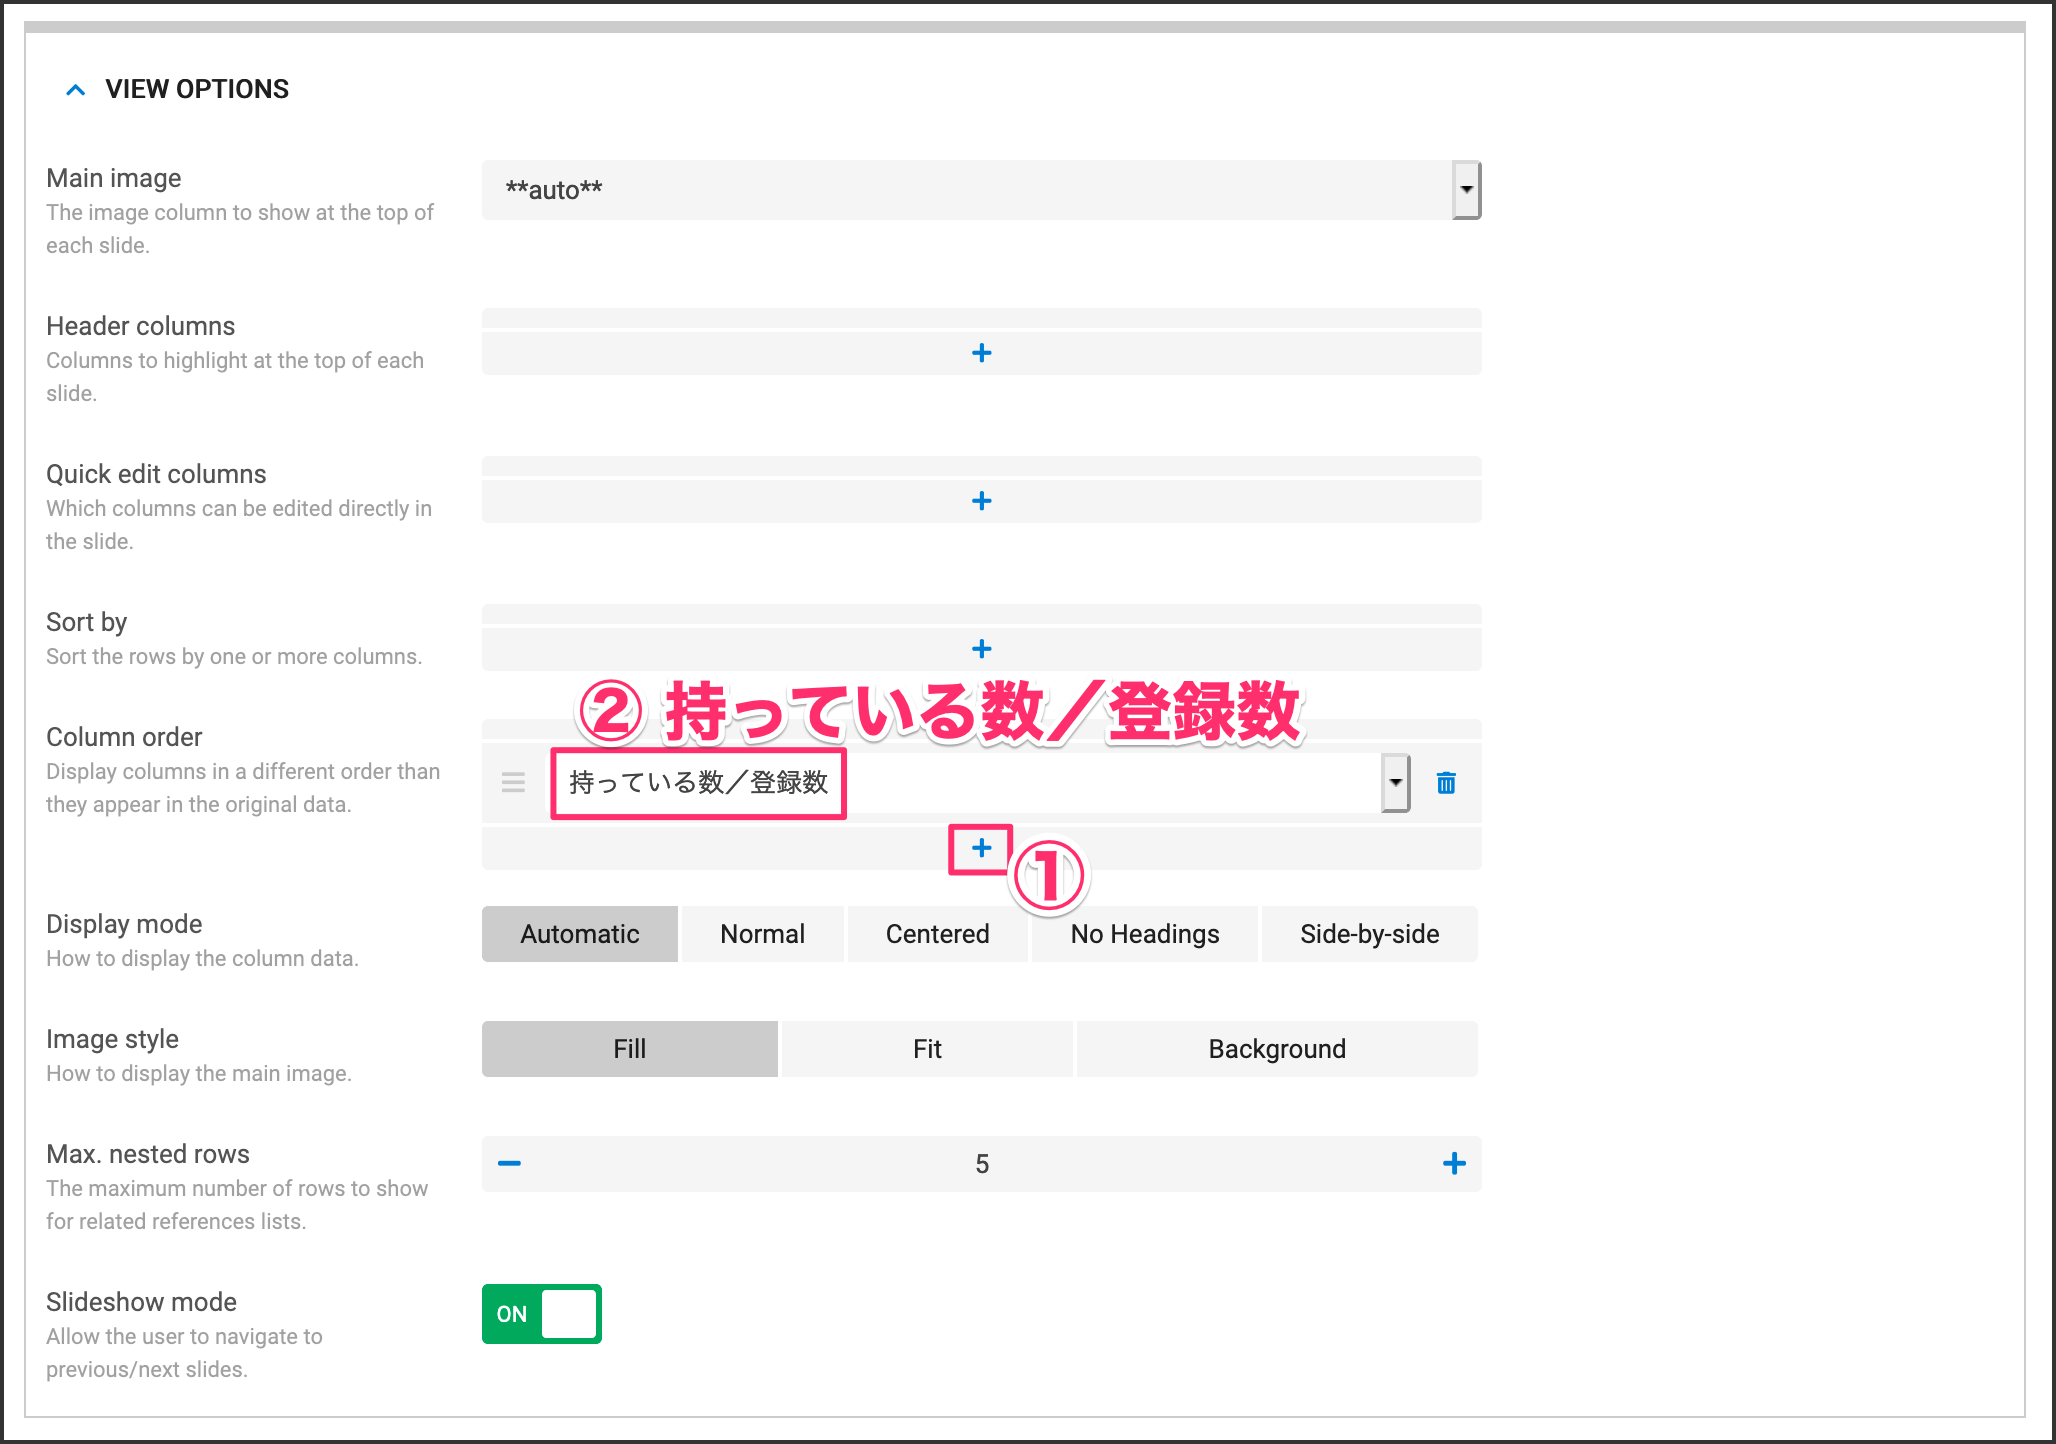 VIEW OPTIONS
Main image
The image column to show at the top of
each slide.
**auto**
Header columns
Columns to highlight at the top of each
slide.
Quick edit columns
Which columns can be edited directly in
the slide.
Sort by
Sort the rows by one or more columns.
② 持っている数／登録数
Column order
Display columns in a different order than
they appear in the original data.
持っている数／登録数
①
Display mode
How to display the column data.
Automatic Normal Centered No Headings Side-by-side
Image style
How to display the main image.
Fill Fit Background
Max. nested rows
The maximum number of rows to show
for related references lists.
5
Slideshow mode
Allow the user to navigate to
previous/next slides.
ON